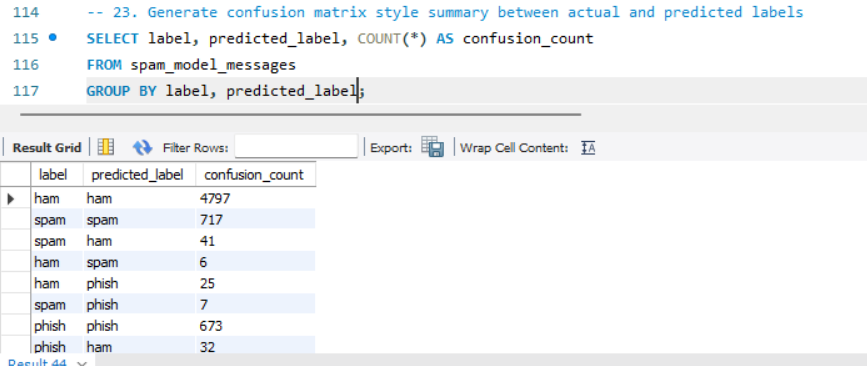 114 -- 23. Generate confusion matrix style summary between actual and predicted labels
115 SELECT label, predicted_label, COUNT(*) AS confusion_count
116 FROM spam_model_messages
117 GROUP BY label, predicted_label;
Result Grid Filter Rows: Export: Wrap Cell Content: IA
label predicted_label confusion_count
ham ham 4797
spam spam 717
spam ham 41
ham spam 6
ham phish 25
spam phish 7
phish phish 673
phish ham 32
Result 44